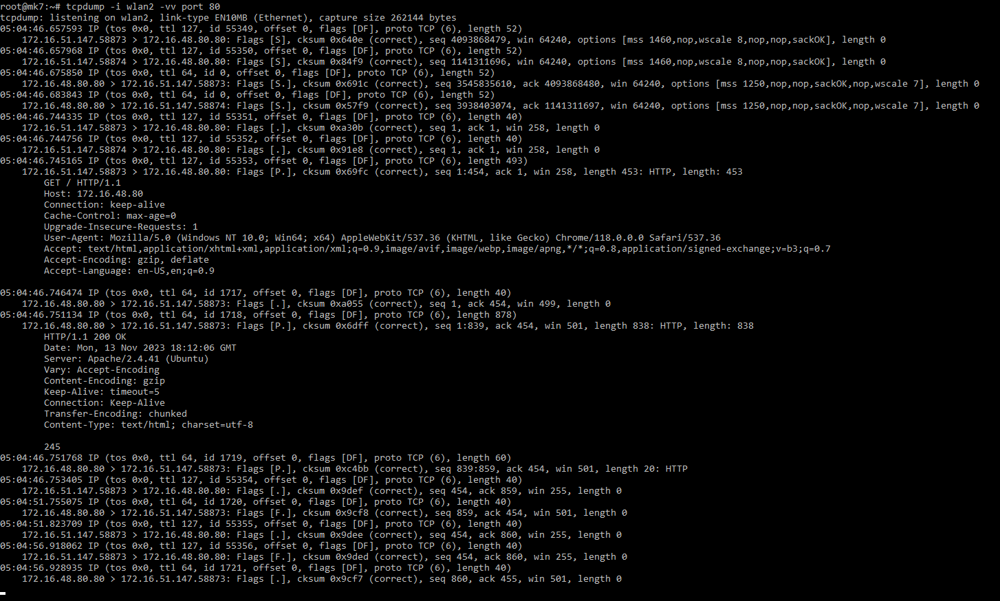 root@mk7:~# tcpdump -i wlan2 -vv port 80
tcpdump: listening on wlan2, link-type EN10MB (Ethernet), capture size 262144 bytes
05:04:46.657593 IP (tos 0x0, ttl 127, id 55349, offset 0, flags [DF], proto TCP (6), length 52)
    172.16.51.147.58873 > 172.16.48.80.80: Flags [S], cksum 0x640e (correct), seq 4093868479, win 64240, options [mss 1460,nop,wscale 8,nop,nop,sackOK], length 0
05:04:46.657968 IP (tos 0x0, ttl 127, id 55350, offset 0, flags [DF], proto TCP (6), length 52)
    172.16.51.147.58874 > 172.16.48.80.80: Flags [S], cksum 0x84f9 (correct), seq 1141311696, win 64240, options [mss 1460,nop,wscale 8,nop,nop,sackOK], length 0
05:04:46.675850 IP (tos 0x0, ttl 64, id 0, offset 0, flags [DF], proto TCP (6), length 52)
    172.16.48.80.80 > 172.16.51.147.58873: Flags [S.], cksum 0x691c (correct), seq 3545835610, ack 4093868480, win 64240, options [mss 1250,nop,nop,sackOK,nop,wscale 7], length 0
05:04:46.683843 IP (tos 0x0, ttl 64, id 0, offset 0, flags [DF], proto TCP (6), length 52)
    172.16.48.80.80 > 172.16.51.147.58874: Flags [S.], cksum 0x57f9 (correct), seq 3938403074, ack 1141311697, win 64240, options [mss 1250,nop,nop,sackOK,nop,wscale 7], length 0
05:04:46.744335 IP (tos 0x0, ttl 127, id 55351, offset 0, flags [DF], proto TCP (6), length 40)
    172.16.51.147.58873 > 172.16.48.80.80: Flags [.], cksum 0xa30b (correct), seq 1, ack 1, win 258, length 0
05:04:46.744756 IP (tos 0x0, ttl 127, id 55352, offset 0, flags [DF], proto TCP (6), length 40)
    172.16.51.147.58874 > 172.16.48.80.80: Flags [.], cksum 0x91e8 (correct), seq 1, ack 1, win 258, length 0
05:04:46.745165 IP (tos 0x0, ttl 127, id 55353, offset 0, flags [DF], proto TCP (6), length 493)
    172.16.51.147.58873 > 172.16.48.80.80: Flags [P.], cksum 0x69fc (correct), seq 1:454, ack 1, win 258, length 453: HTTP, length: 453
        GET / HTTP/1.1
        Host: 172.16.48.80
        Connection: keep-alive
        Cache-Control: max-age=0
        Upgrade-Insecure-Requests: 1
        User-Agent: Mozilla/5.0 (Windows NT 10.0; Win64; x64) AppleWebKit/537.36 (KHTML, like Gecko) Chrome/118.0.0.0 Safari/537.36
        Accept: text/html,application/xhtml+xml,application/xml;q=0.9,image/avif,image/webp,image/apng,*/*;q=0.8,application/signed-exchange;v=b3;q=0.7
        Accept-Encoding: gzip, deflate
        Accept-Language: en-US,en;q=0.9
05:04:46.746474 IP (tos 0x0, ttl 64, id 1717, offset 0, flags [DF], proto TCP (6), length 40)
    172.16.48.80.80 > 172.16.51.147.58873: Flags [.], cksum 0xa055 (correct), seq 1, ack 454, win 499, length 0
05:04:46.751134 IP (tos 0x0, ttl 64, id 1718, offset 0, flags [DF], proto TCP (6), length 878)
    172.16.48.80.80 > 172.16.51.147.58873: Flags [P.], cksum 0x6dff (correct), seq 1:839, ack 454, win 501, length 838: HTTP, length: 838
        HTTP/1.1 200 OK
        Date: Mon, 13 Nov 2023 18:12:06 GMT
        Server: Apache/2.4.41 (Ubuntu)
        Vary: Accept-Encoding
        Content-Encoding: gzip
        Keep-Alive: timeout=5
        Connection: Keep-Alive
        Transfer-Encoding: chunked
        Content-Type: text/html; charset=utf-8
        245
05:04:46.751768 IP (tos 0x0, ttl 64, id 1719, offset 0, flags [DF], proto TCP (6), length 60)
    172.16.48.80.80 > 172.16.51.147.58873: Flags [P.], cksum 0xc4bb (correct), seq 839:859, ack 454, win 501, length 20: HTTP
05:04:46.753405 IP (tos 0x0, ttl 127, id 55354, offset 0, flags [DF], proto TCP (6), length 40)
    172.16.51.147.58873 > 172.16.48.80.80: Flags [.], cksum 0x9def (correct), seq 454, ack 859, win 255, length 0
05:04:51.755075 IP (tos 0x0, ttl 64, id 1720, offset 0, flags [DF], proto TCP (6), length 40)
    172.16.48.80.80 > 172.16.51.147.58873: Flags [F.], cksum 0x9cf8 (correct), seq 859, ack 454, win 501, length 0
05:04:51.823709 IP (tos 0x0, ttl 127, id 55355, offset 0, flags [DF], proto TCP (6), length 40)
    172.16.51.147.58873 > 172.16.48.80.80: Flags [.], cksum 0x9dee (correct), seq 454, ack 860, win 255, length 0
05:04:56.918062 IP (tos 0x0, ttl 127, id 55356, offset 0, flags [DF], proto TCP (6), length 40)
    172.16.51.147.58873 > 172.16.48.80.80: Flags [F.], cksum 0x9ded (correct), seq 454, ack 860, win 255, length 0
05:04:56.928935 IP (tos 0x0, ttl 64, id 1721, offset 0, flags [DF], proto TCP (6), length 40)
    172.16.48.80.80 > 172.16.51.147.58873: Flags [.], cksum 0x9cf7 (correct), seq 860, ack 455, win 501, length 0